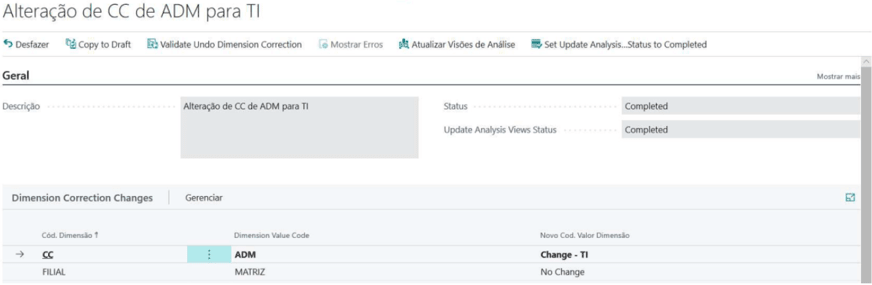 Alteração de CC de ADM para TI
Desfazer Copy to Draft Validate Undo Dimension Correction Mostrar Erros Atualizar Visões de Análise Set Update Analysis...Status to Completed
Geral Mostrar mais
Descrição Alteração de CC de ADM para TI Status Completed
Update Analysis Views Status Completed
Dimension Correction Changes Gerenciar
Cód. Dimensão ↑ Dimension Value Code Novo Cod. Valor Dimensão
→ CC ⋮ ADM Change - TI
FILIAL MATRIZ No Change